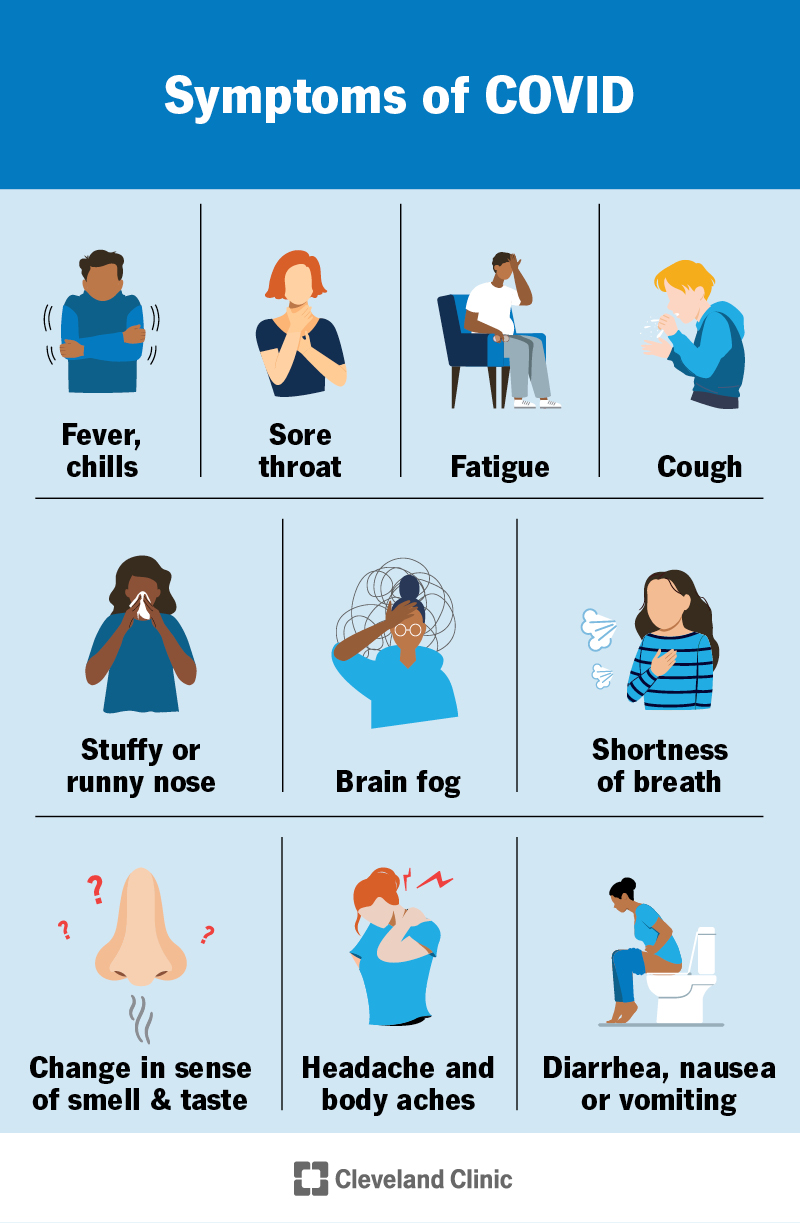 Symptoms of COVID
Fever,
chills
Sore
throat
Fatigue
Cough
Stuffy or
runny nose
Brain fog
Shortness
of breath
?
?
?
Change in sense
of smell & taste
Headache and
body aches
Diarrhea, nausea
or vomiting
Cleveland Clinic